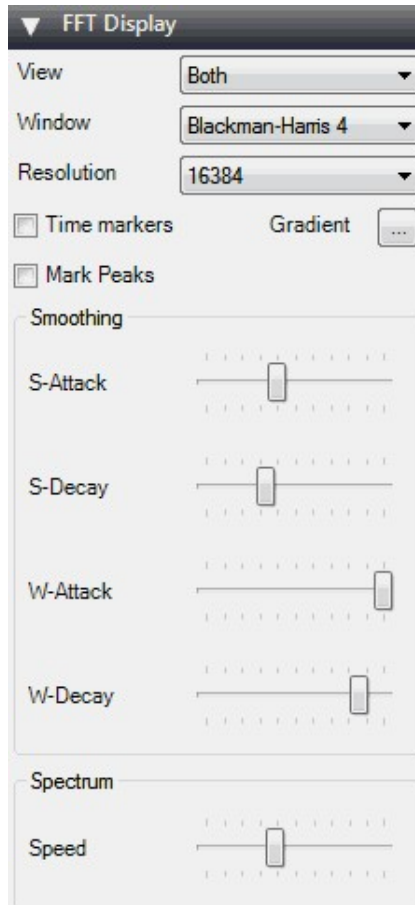 FFT Display
View Both
Window Blackman-Harris 4
Resolution 16384
Time markers Gradient ...
Mark Peaks
Smoothing
S-Attack
S-Decay
W-Attack
W-Decay
Spectrum
Speed